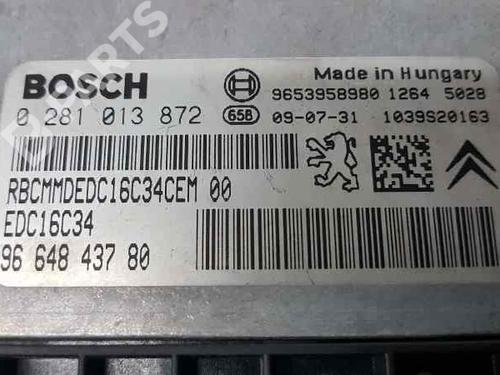 BOSCH
Made in Hungary
9653958980 1264 5028
0 281 013 872
658 09-07-31 1039S20163
RBCMMDEDC16C34CEM 00
EDC16C34
96 648 437 80
B-PARTS